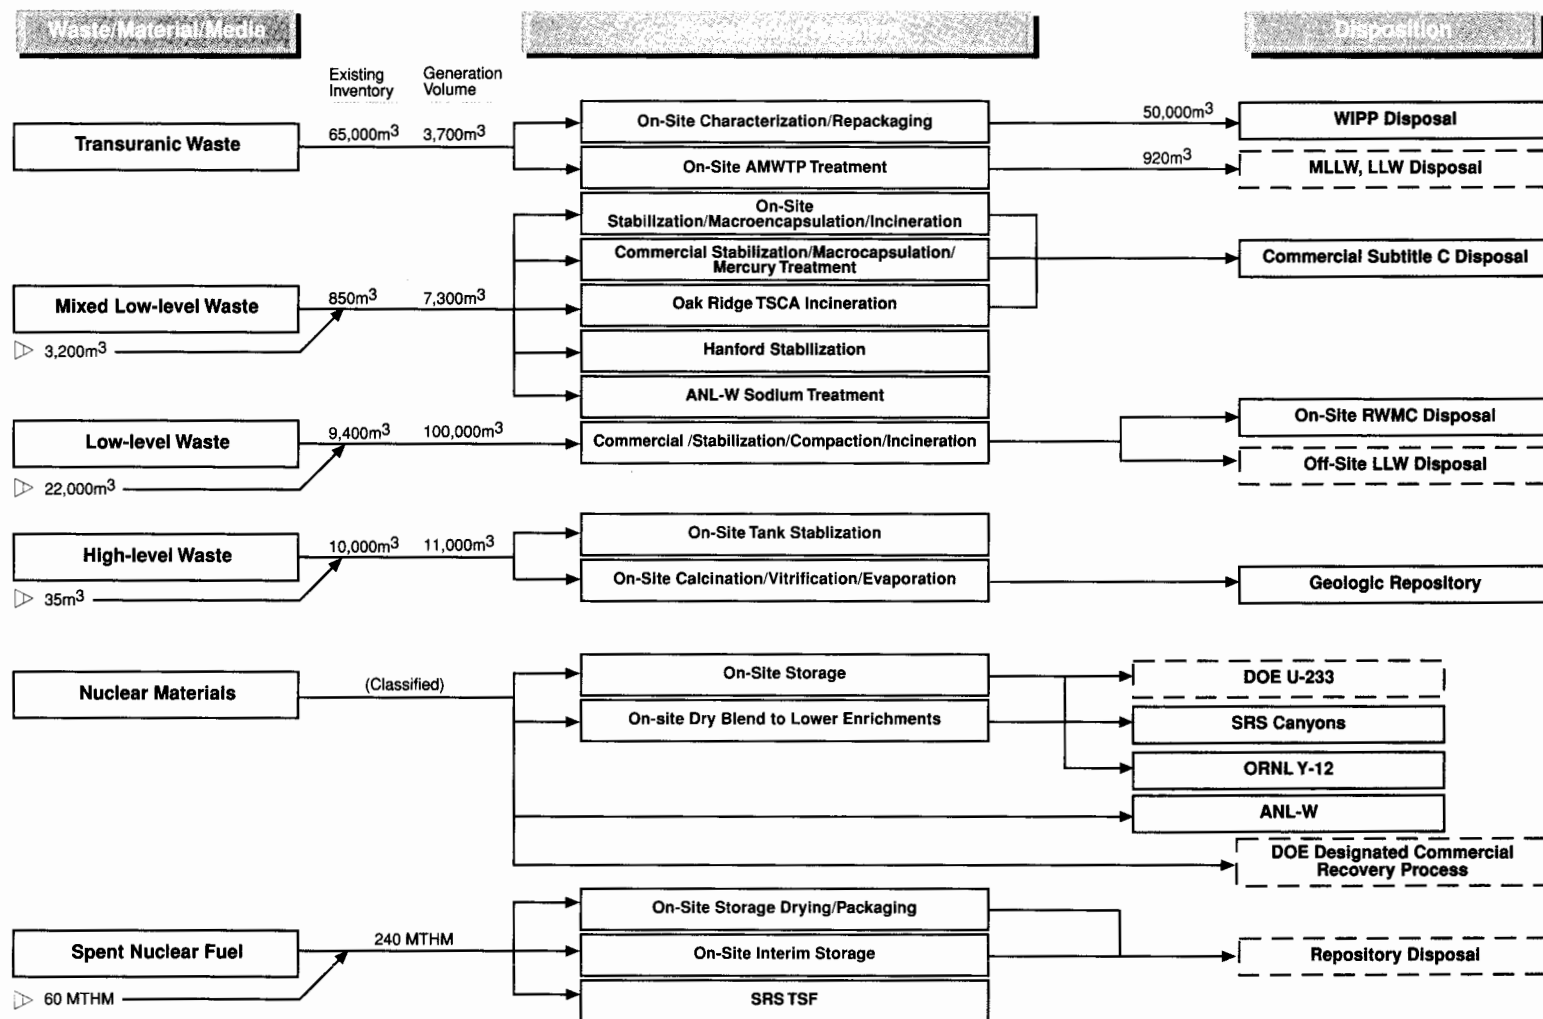 Waste/Material/Media
Disposition
Existing
Inventory
Generation
Volume
Transuranic Waste
65,000m3
3,700m3
On-Site Characterization/Repackaging
50,000m3
WIPP Disposal
On-Site AMWTP Treatment
920m3
MLLW, LLW Disposal
On-Site
Stabilization/Macroencapsulation/Incineration
Commercial Stabilization/Macrocapsulation/
Mercury Treatment
Commercial Subtitle C Disposal
Mixed Low-level Waste
850m3
7,300m3
Oak Ridge TSCA Incineration
3,200m3
Hanford Stabilization
ANL-W Sodium Treatment
Low-level Waste
9,400m3
100,000m3
Commercial /Stabilization/Compaction/Incineration
On-Site RWMC Disposal
Off-Site LLW Disposal
22,000m3
High-level Waste
10,000m3
11,000m3
On-Site Tank Stablization
On-Site Calcination/Vitrification/Evaporation
Geologic Repository
35m3
Nuclear Materials
(Classified)
On-Site Storage
DOE U-233
On-site Dry Blend to Lower Enrichments
SRS Canyons
ORNL Y-12
ANL-W
DOE Designated Commercial
Recovery Process
Spent Nuclear Fuel
240 MTHM
On-Site Storage Drying/Packaging
On-Site Interim Storage
Repository Disposal
60 MTHM
SRS TSF